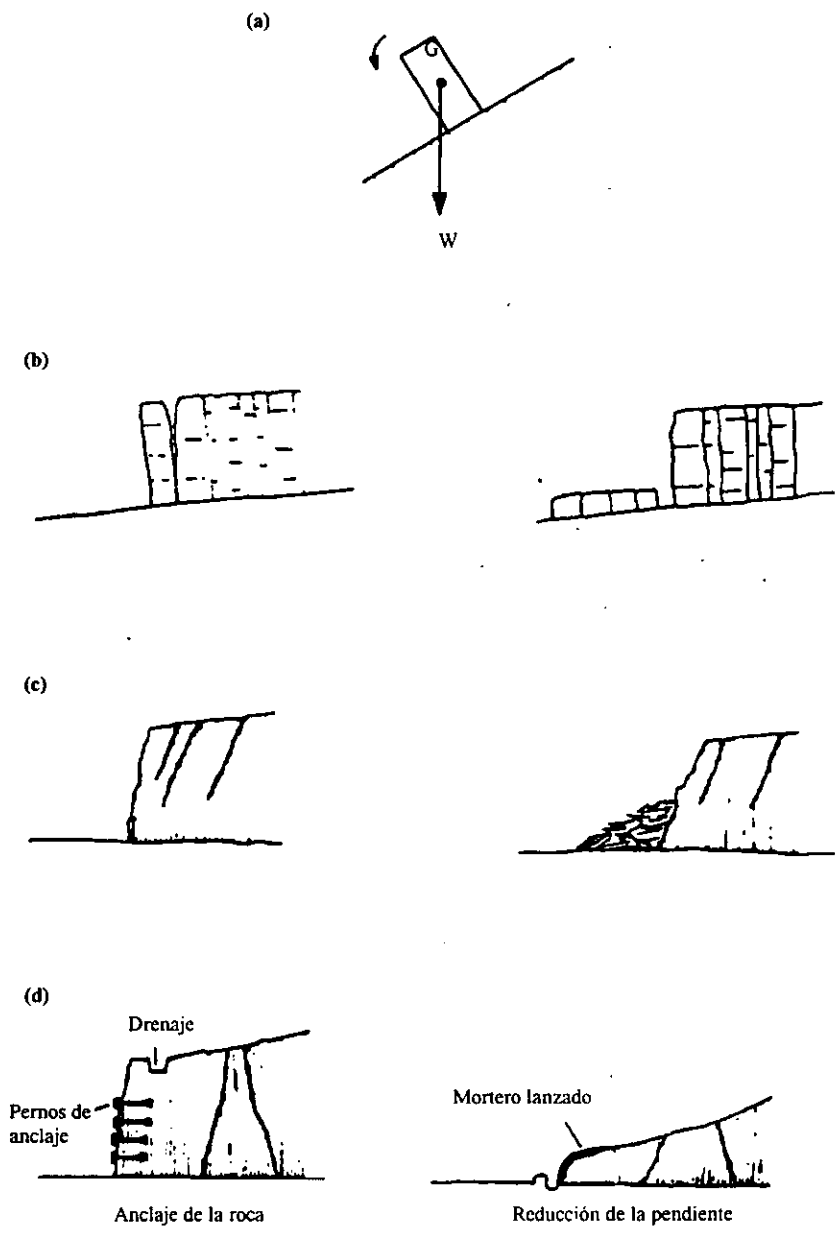 (a)
G
W
(b)
(c)
(d)
Drenaje
Pernos de
anclaje
Anclaje de la roca
Mortero lanzado
Reducción de la pendiente